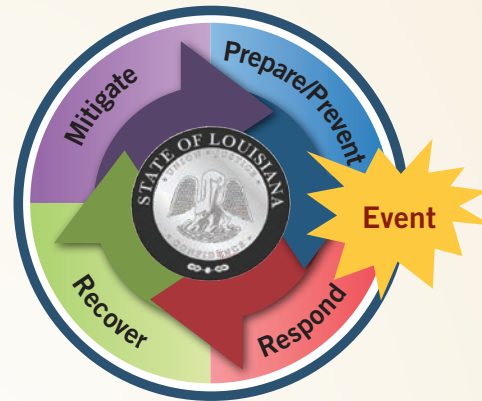 Mitigate
Prepare/Prevent
Event
Respond
Recover
STATE OF LOUISIANA
UNION · JUSTICE
CONFIDENCE